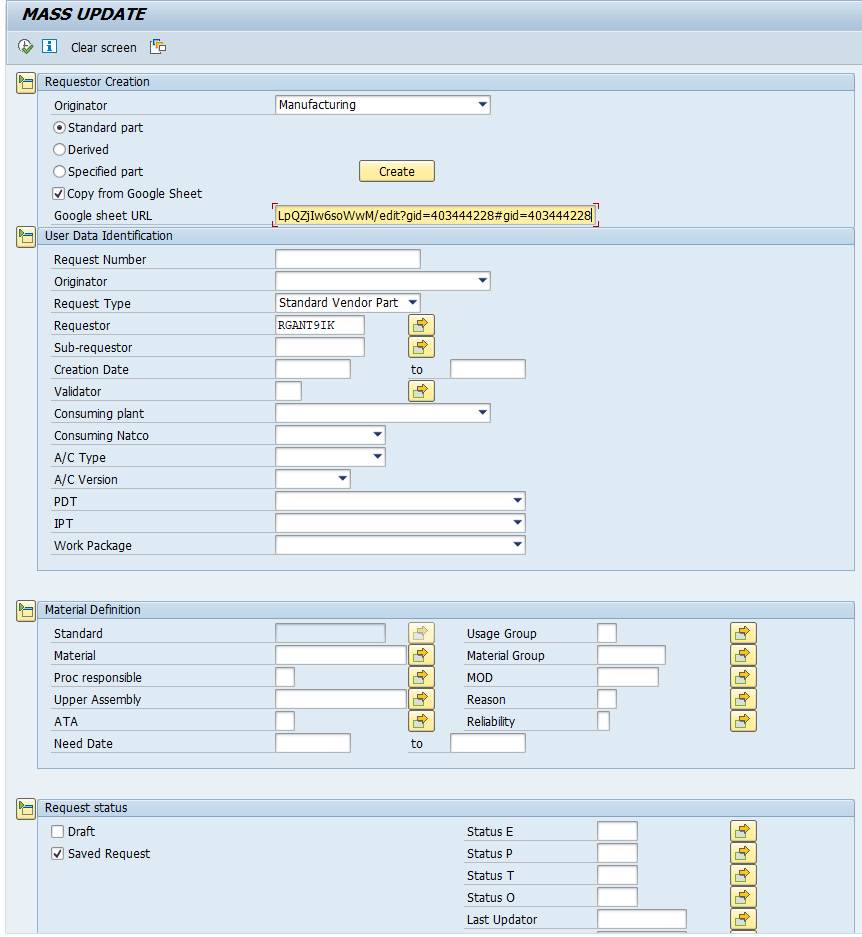 MASS UPDATE
Clear screen
Requestor Creation
Originator Manufacturing
Standard part
Derived
Specified part Create
Copy from Google Sheet
Google sheet URL LpQZjIw6soWwM/edit?gid=403444228#gid=403444228
User Data Identification
Request Number
Originator
Request Type Standard Vendor Part
Requestor RGANT9IK
Sub-requestor
Creation Date to
Validator
Consuming plant
Consuming Natco
A/C Type
A/C Version
PDT
IPT
Work Package
Material Definition
Standard Usage Group
Material Material Group
Proc responsible MOD
Upper Assembly Reason
ATA Reliability
Need Date to
Request status
Draft Status E
Saved Request Status P
Status T
Status O
Last Updator